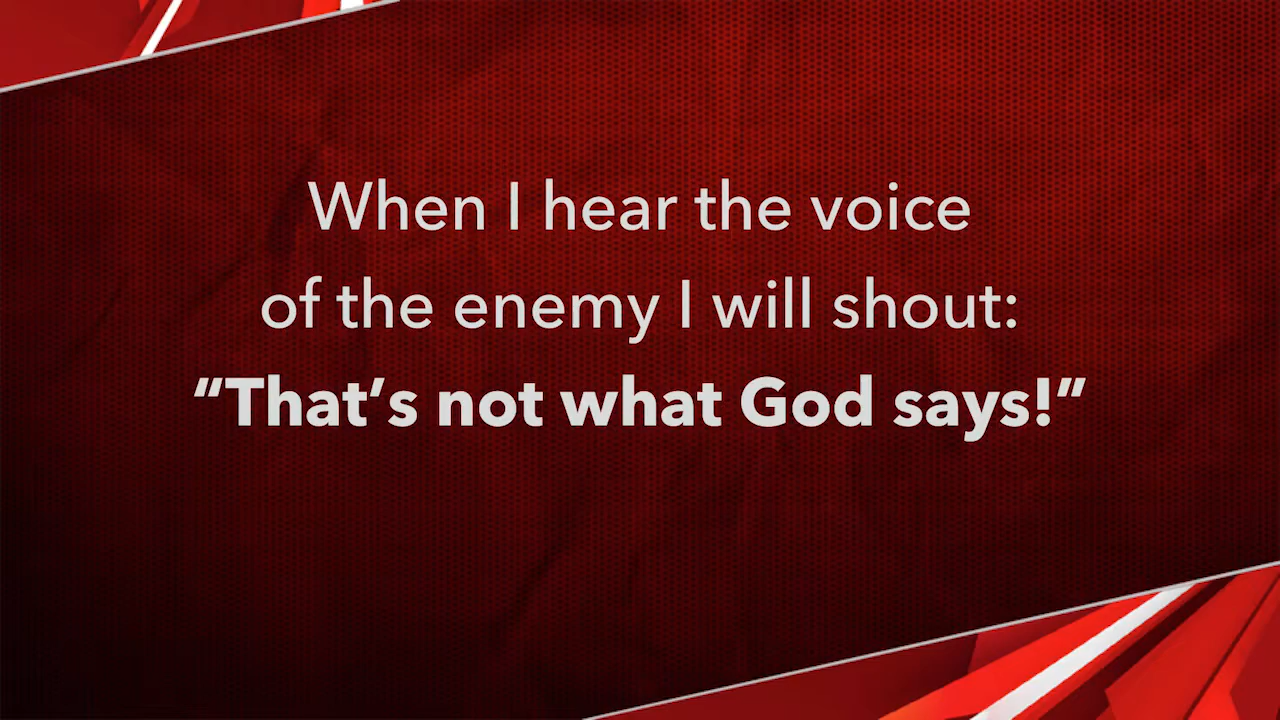 When I hear the voice
of the enemy I will shout:
“That’s not what God says!”